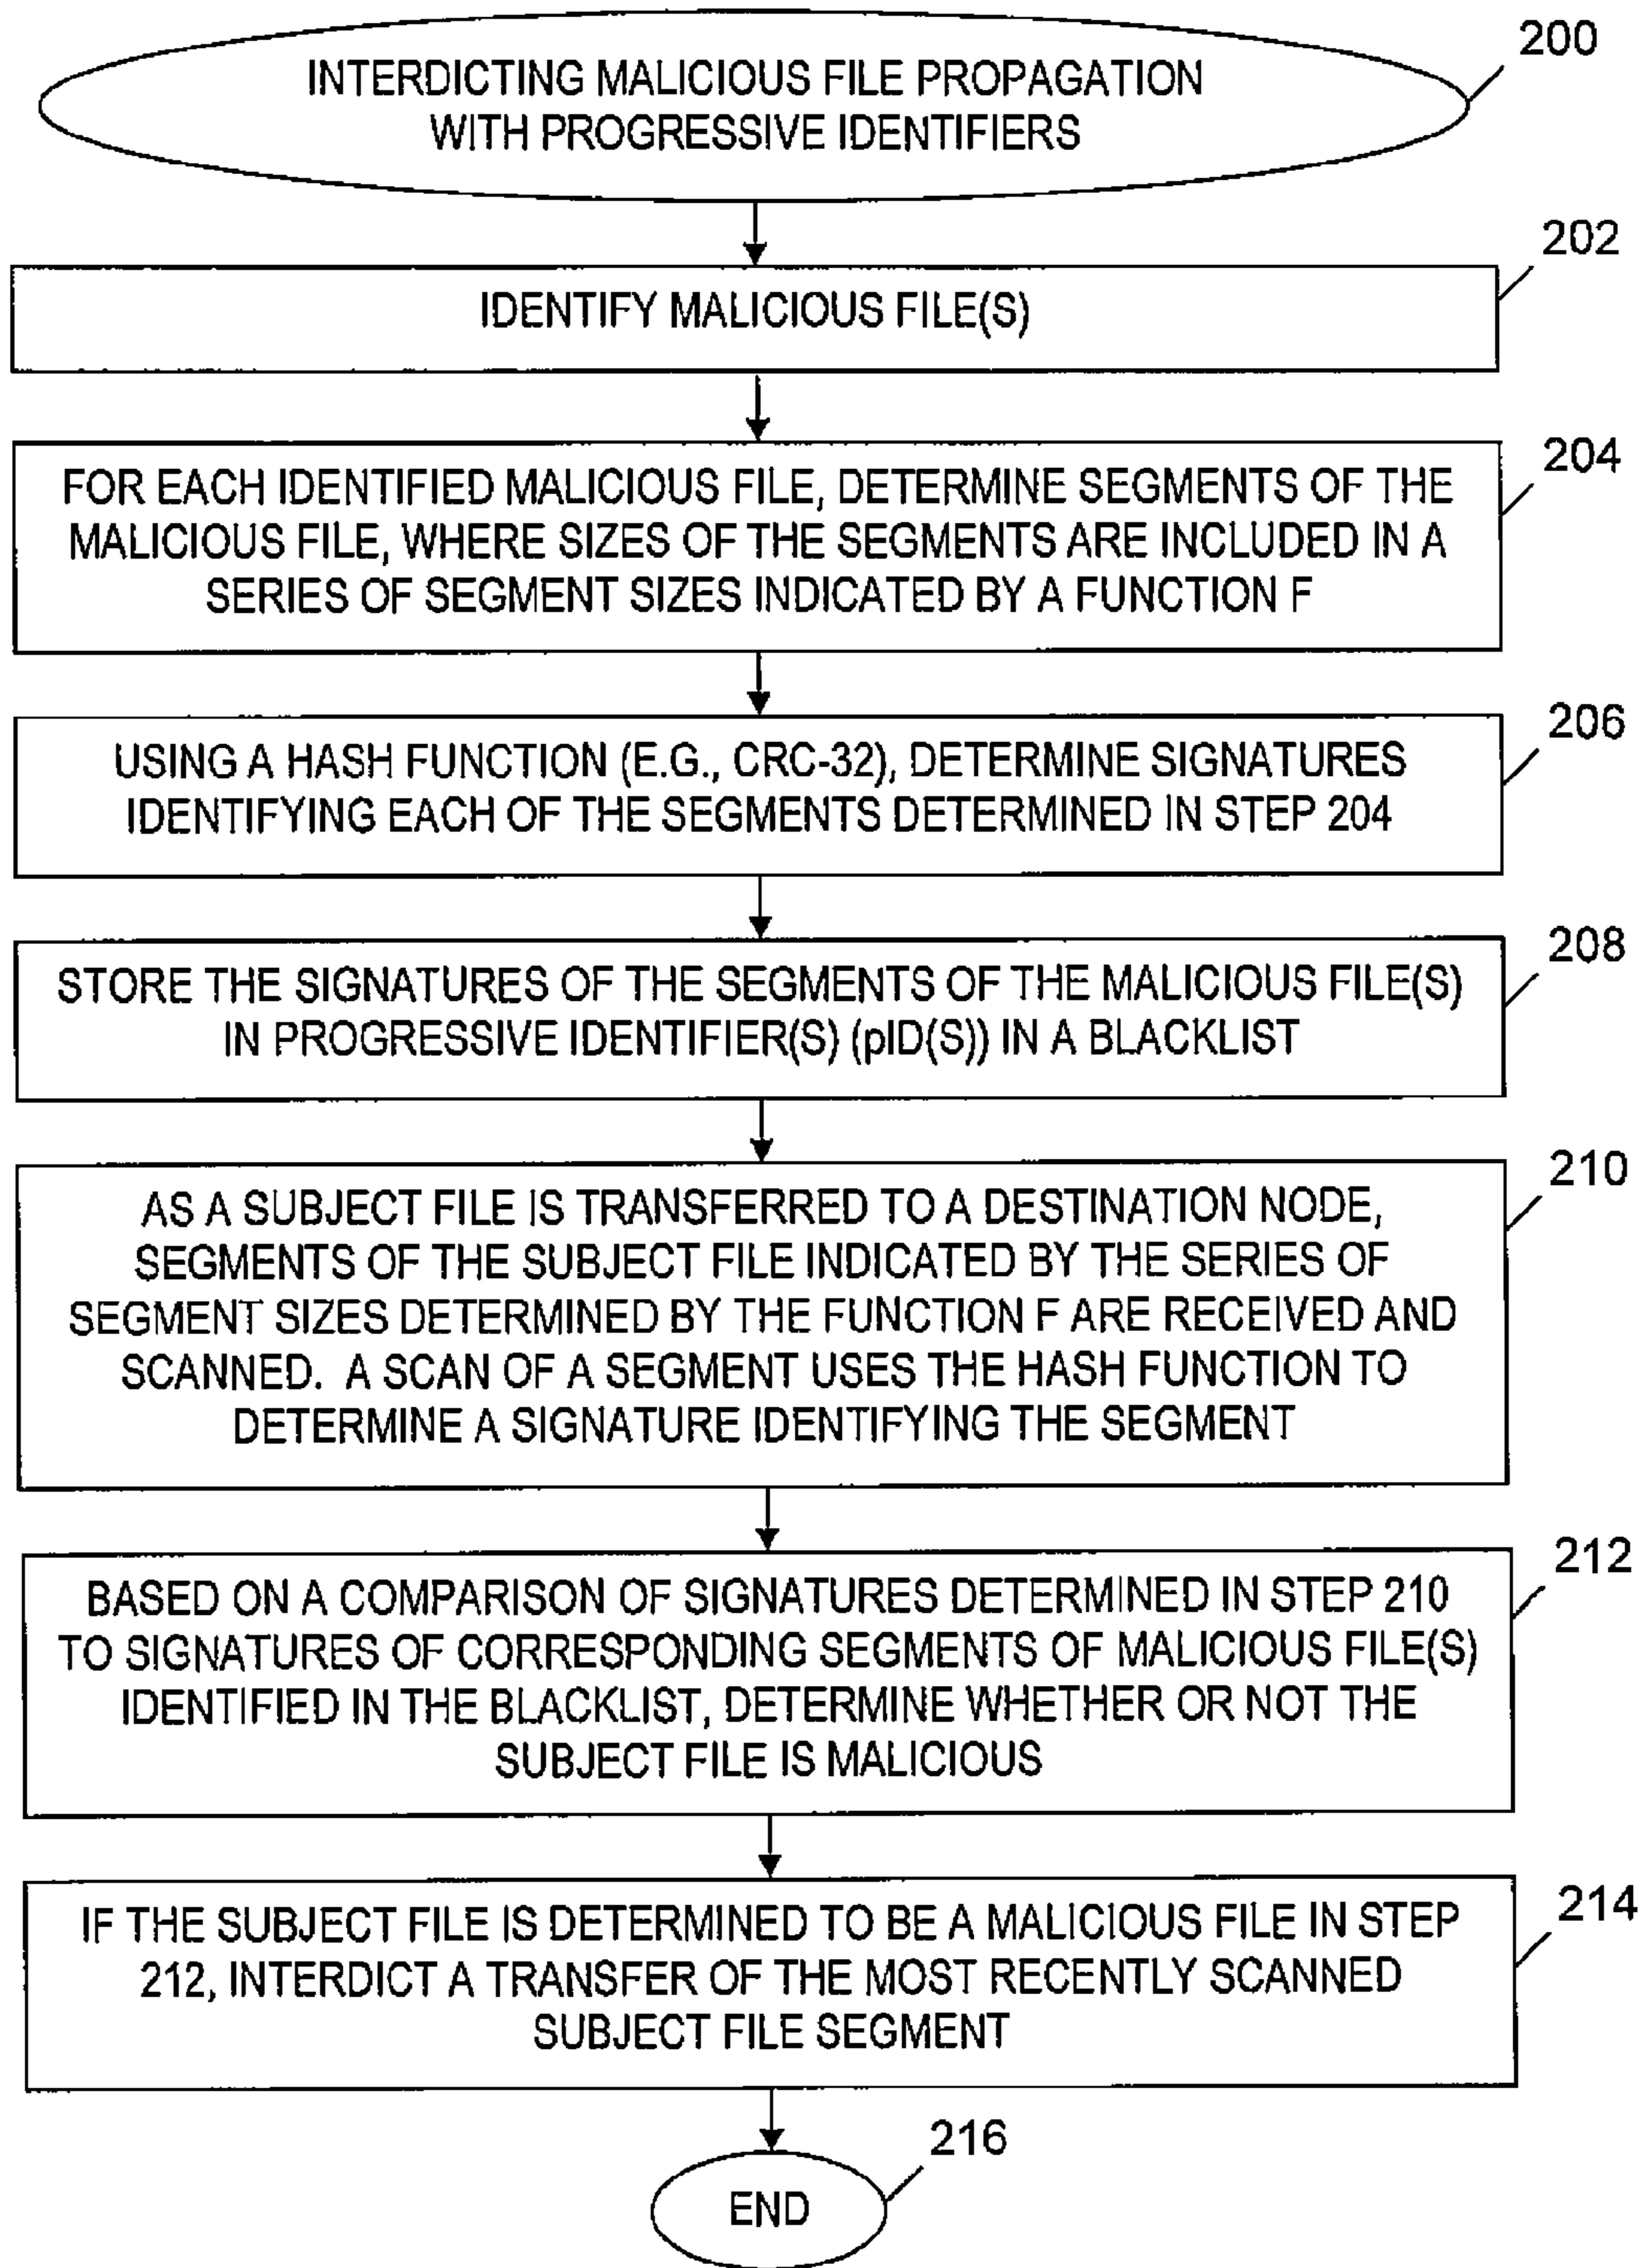 200
INTERDICTING MALICIOUS FILE PROPAGATION
WITH PROGRESSIVE IDENTIFIERS
202
IDENTIFY MALICIOUS FILE(S)
204
FOR EACH IDENTIFIED MALICIOUS FILE, DETERMINE SEGMENTS OF THE
MALICIOUS FILE, WHERE SIZES OF THE SEGMENTS ARE INCLUDED IN A
SERIES OF SEGMENT SIZES INDICATED BY A FUNCTION F
206
USING A HASH FUNCTION (E.G., CRC-32), DETERMINE SIGNATURES
IDENTIFYING EACH OF THE SEGMENTS DETERMINED IN STEP 204
208
STORE THE SIGNATURES OF THE SEGMENTS OF THE MALICIOUS FILE(S)
IN PROGRESSIVE IDENTIFIER(S) (pID(S)) IN A BLACKLIST
210
AS A SUBJECT FILE IS TRANSFERRED TO A DESTINATION NODE,
SEGMENTS OF THE SUBJECT FILE INDICATED BY THE SERIES OF
SEGMENT SIZES DETERMINED BY THE FUNCTION F ARE RECEIVED AND
SCANNED. A SCAN OF A SEGMENT USES THE HASH FUNCTION TO
DETERMINE A SIGNATURE IDENTIFYING THE SEGMENT
212
BASED ON A COMPARISON OF SIGNATURES DETERMINED IN STEP 210
TO SIGNATURES OF CORRESPONDING SEGMENTS OF MALICIOUS FILE(S)
IDENTIFIED IN THE BLACKLIST, DETERMINE WHETHER OR NOT THE
SUBJECT FILE IS MALICIOUS
214
IF THE SUBJECT FILE IS DETERMINED TO BE A MALICIOUS FILE IN STEP
212, INTERDICT A TRANSFER OF THE MOST RECENTLY SCANNED
SUBJECT FILE SEGMENT
216
END